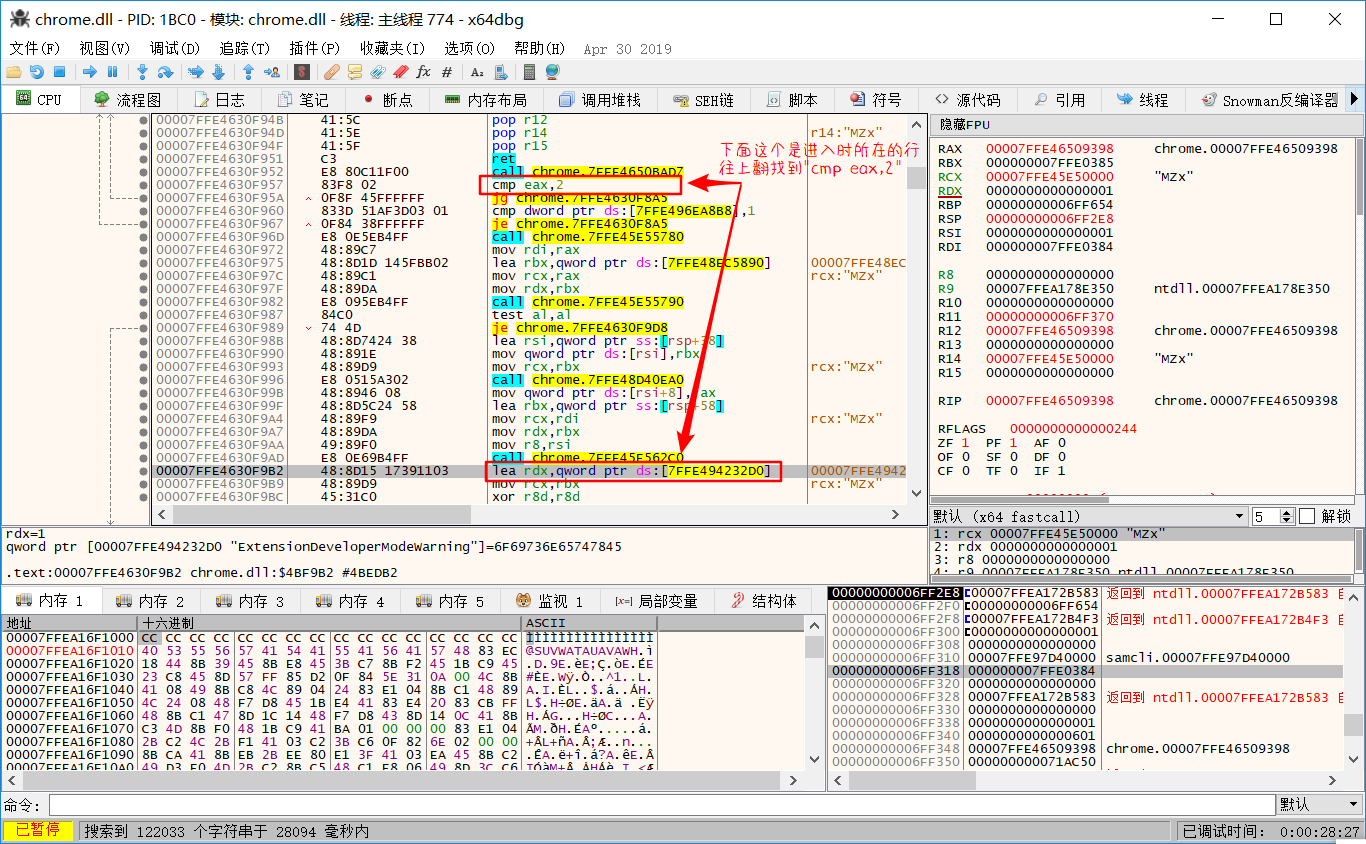 chrome.dll - PID: 1BC0 - 模块: chrome.dll - 线程: 主线程 774 - x64dbg
文件(F) 视图(V) 调试(D) 追踪(T) 插件(P) 收藏夹(I) 选项(O) 帮助(H) Apr 30 2019
CPU 流程图 日志 笔记 断点 内存布局 调用堆栈 SEH链 脚本 符号 源代码 引用 线程 Snowman反编译器
00007FFE4630F94B 41:5C pop r12
00007FFE4630F94D 41:5E pop r14 r14:"MZx"
00007FFE4630F94F 41:5F pop r15
00007FFE4630F951 C3 ret
00007FFE4630F952 E8 80C11F00 call chrome.7FFE4650BAD7
00007FFE4630F957 83F8 02 cmp eax,2
00007FFE4630F95A 0F8F 45FFFFFF jg chrome.7FFE4630F8A5
00007FFE4630F960 833D 51AF3D03 01 cmp dword ptr ds:[7FFE496EA8B8],1
00007FFE4630F967 0F84 38FFFFFF je chrome.7FFE4630F8A5
00007FFE4630F96D E8 0E5EB4FF call chrome.7FFE45E55780
00007FFE4630F972 48:89C7 mov rdi,rax
00007FFE4630F975 48:8D1D 145FBB02 lea rbx,qword ptr ds:[7FFE48EC5890] 00007FFE48EC
00007FFE4630F97C 48:89C1 mov rcx,rax rcx:"MZx"
00007FFE4630F97F 48:89DA mov rdx,rbx
00007FFE4630F982 E8 095EB4FF call chrome.7FFE45E55790
00007FFE4630F987 84C0 test al,al
00007FFE4630F989 74 4D je chrome.7FFE4630F9D8
00007FFE4630F98B 48:8D7424 38 lea rsi,qword ptr ss:[rsp+38]
00007FFE4630F990 48:891E mov qword ptr ds:[rsi],rbx
00007FFE4630F993 48:89D9 mov rcx,rbx rcx:"MZx"
00007FFE4630F996 E8 0515A302 call chrome.7FFE48D40EA0
00007FFE4630F99B 48:8946 08 mov qword ptr ds:[rsi+8],rax
00007FFE4630F99F 48:8D5C24 58 lea rbx,qword ptr ss:[rsp+58]
00007FFE4630F9A4 48:89F9 mov rcx,rdi rcx:"MZx"
00007FFE4630F9A7 48:89DA mov rdx,rbx
00007FFE4630F9AA 49:89F0 mov r8,rsi
00007FFE4630F9AD E8 0E69B4FF call chrome.7FFE45E562C0
00007FFE4630F9B2 48:8D15 17391103 lea rdx,qword ptr ds:[7FFE494232D0] 00007FFE4942
00007FFE4630F9B9 48:89D9 mov rcx,rbx rcx:"MZx"
00007FFE4630F9BC 45:31C0 xor r8d,r8d
下面这个是进入时所在的行
往上翻找到"cmp eax,2"
隐藏FPU
RAX 00007FFE46509398 chrome.00007FFE46509398
RBX 000000007FFE0385
RCX 00007FFE45E50000 "MZx"
RDX 0000000000000001
RBP 00000000006FF654
RSP 00000000006FF2E8
RSI 0000000000000001
RDI 000000007FFE0384
R8 0000000000000000
R9 00007FFEA178E350 ntdll.00007FFEA178E350
R10 0000000000000000
R11 00000000006FF370
R12 00007FFE46509398 chrome.00007FFE46509398
R13 0000000000000000
R14 00007FFE45E50000 "MZx"
R15 0000000000000000
RIP 00007FFE46509398 chrome.00007FFE46509398
RFLAGS 0000000000000244
ZF 1 PF 1 AF 0
OF 0 SF 0 DF 0
CF 0 TF 0 IF 1
默认 (x64 fastcall) 5 解锁
1: rcx 00007FFE45E50000 "MZx"
2: rdx 0000000000000001
3: r8 0000000000000000
4: r9 00007FFEA178E350 ntdll.00007FFEA178E350
rdx=1
qword ptr [00007FFE494232D0 "ExtensionDeveloperModeWarning"]=6F69736E65747845
.text:00007FFE4630F9B2 chrome.dll:$4BF9B2 #4BEDB2
内存 1 内存 2 内存 3 内存 4 内存 5 监视 1 [x=] 局部变量 结构体
地址 十六进制 ASCII
00007FFEA16F1000 CC CC CC CC CC CC CC CC CC CC CC CC CC CC CC CC ÌÌÌÌÌÌÌÌÌÌÌÌÌÌÌÌ
00007FFEA16F1010 40 53 55 56 57 41 54 41 55 41 56 41 57 48 83 EC @SUVWATAUAVAWH.ì
00007FFEA16F1020 18 44 8B 39 45 8B E8 45 3B C7 8B F2 45 1B C9 45 .D.9E.èE;Ç.òE.ÉE
00007FFEA16F1030 23 C8 45 8D 57 FF 85 D2 0F 84 5E 31 0A 00 4C 8B #ÈE.Wÿ.Ò..^1..L.
00007FFEA16F1040 41 08 49 8B C8 4C 89 04 24 83 E1 04 8B C1 48 89 A.I.ÈL..$.á..ÁH.
00007FFEA16F1050 4C 24 08 48 F7 D8 45 1B E4 41 83 E4 20 83 CB FF L$.H÷ØE.äA.ä .Ëÿ
00007FFEA16F1060 48 8B C1 47 8D 1C 14 48 F7 D8 43 8D 14 0C 41 8B H.ÁG...H÷ØC...A.
00007FFEA16F1070 C3 4D 8B F0 48 1B C9 41 BA 01 00 00 00 83 E1 04 ÃM.ðH.ÉAº.....á.
00007FFEA16F1080 2B C2 4C 2B F1 41 03 C2 3B C6 0F 82 6E 02 00 00 +ÂL+ñA.Â;Æ..n...
00007FFEA16F1090 8B CA 41 8B EB 2B EE 80 E1 3F 41 03 EA 45 8B C2 .ÊA.ë+î.á?A.êE.Â
00007FFEA16F10A0 49 D3 E0 4D 2B C2 8B C5 48 C1 E8 06 49 8D 3C C6
00000000006FF2E8 00007FFEA172B583 返回到 ntdll.00007FFEA172B583 自
00000000006FF2F0 00000000006FF654
00000000006FF2F8 00007FFEA172B4F3 返回到 ntdll.00007FFEA172B4F3 自
00000000006FF300 0000000000000001
00000000006FF308 0000000000000000
00000000006FF310 00007FFE97D40000 samcli.00007FFE97D40000
00000000006FF318 000000007FFE0384
00000000006FF320 0000000000000000
00000000006FF328 00007FFEA172B583 返回到 ntdll.00007FFEA172B583 自
00000000006FF330 0000000000000000
00000000006FF338 0000000000000001
00000000006FF340 0000000000000601
00000000006FF348 00007FFE46509398 chrome.00007FFE46509398
00000000006FF350 000000000071AC50
命令: 默认
已暂停 搜索到 122033 个字符串于 28094 毫秒内 已调试时间: 0:00:28:27